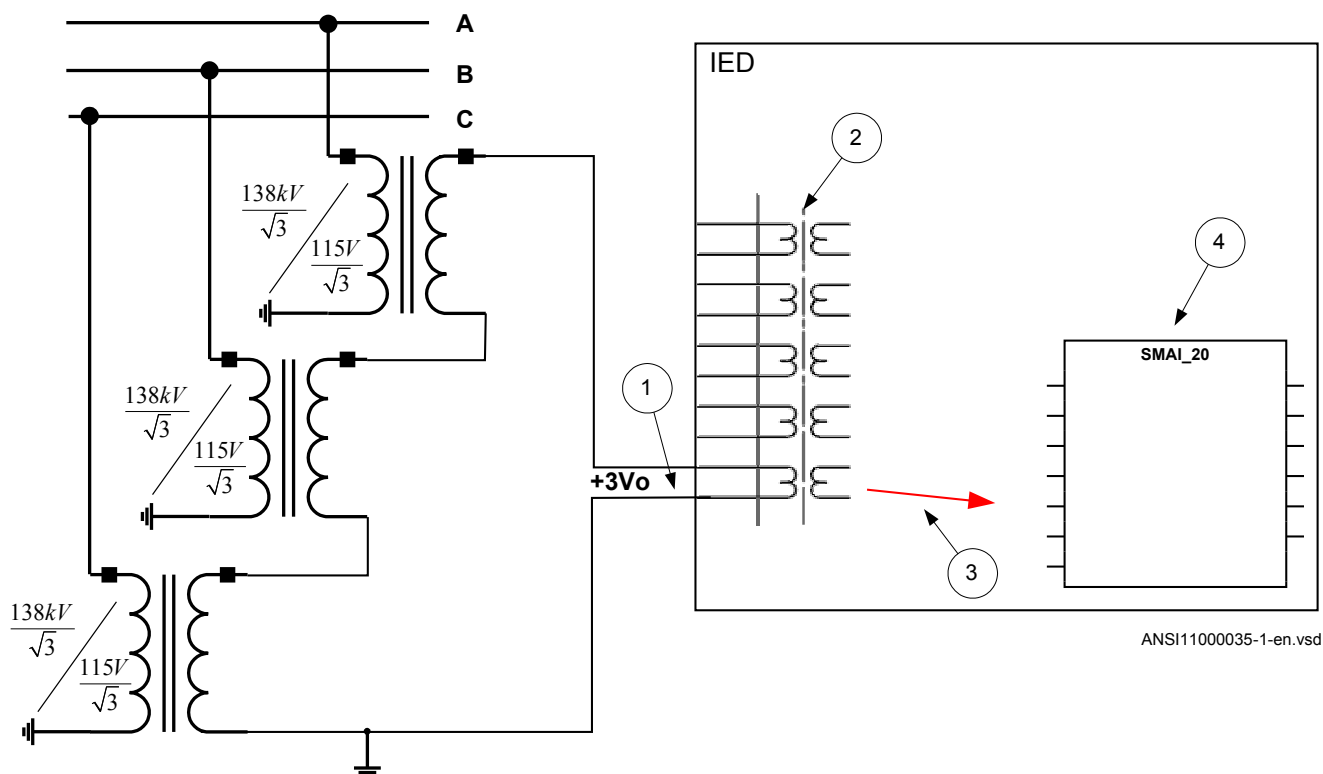 A
B
C
IED
2
138kV
√3
115V
√3
4
SMAI_20
138kV
√3
115V
√3
1
+3Vo
3
138kV
√3
115V
√3
ANSI11000035-1-en.vsd